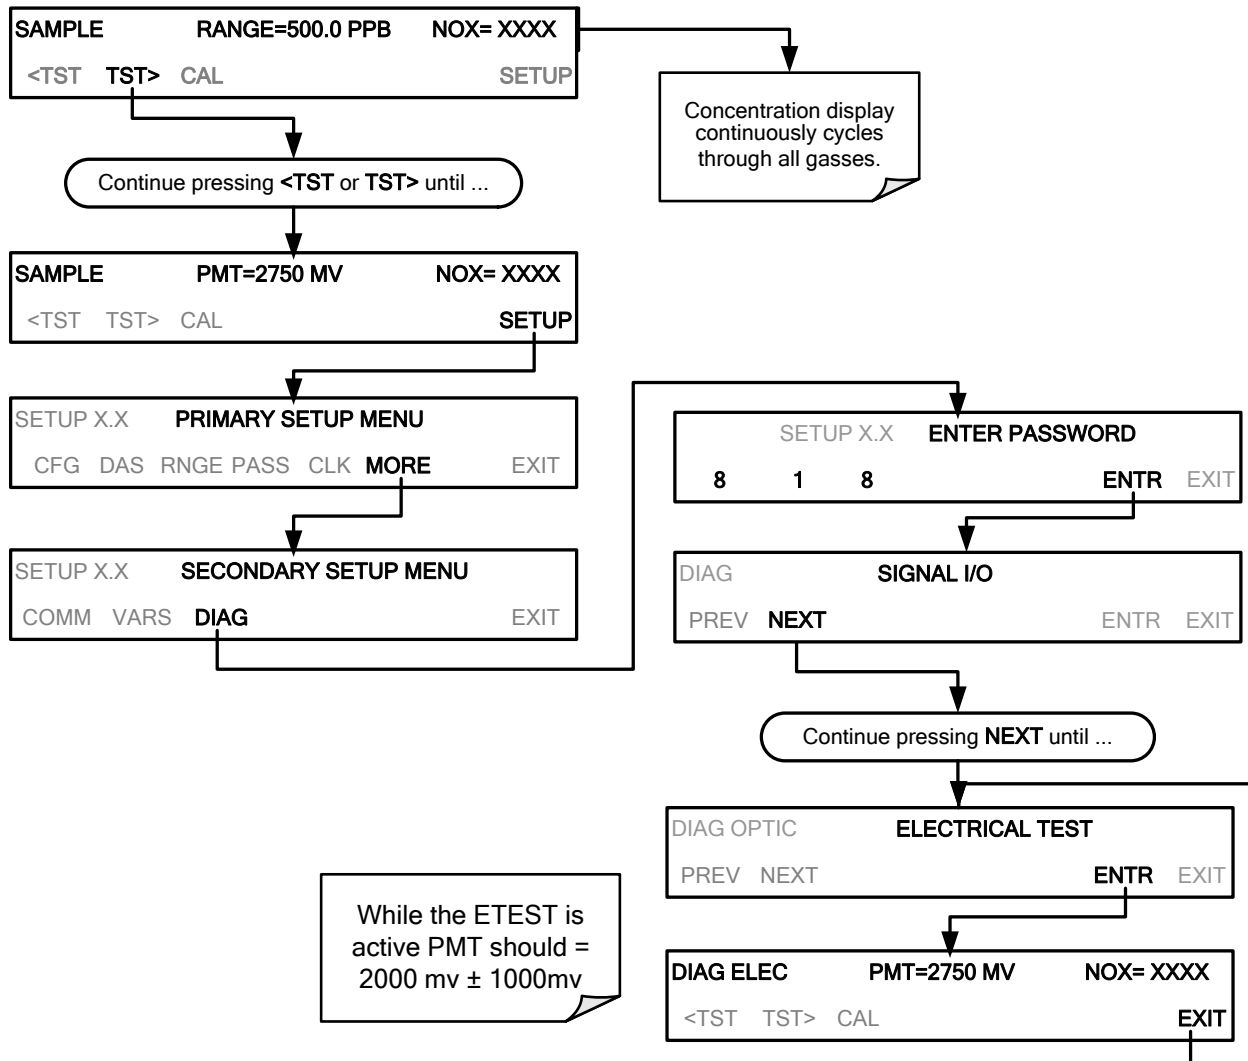 SAMPLE RANGE=500.0 PPB NOX= XXXX
<TST TST> CAL SETUP
Concentration display
continuously cycles
through all gasses.
Continue pressing <TST or TST> until ...
SAMPLE PMT=2750 MV NOX= XXXX
<TST TST> CAL SETUP
SETUP X.X PRIMARY SETUP MENU
CFG DAS RNGE PASS CLK MORE EXIT
SETUP X.X SECONDARY SETUP MENU
COMM VARS DIAG EXIT
SETUP X.X ENTER PASSWORD
8 1 8 ENTR EXIT
DIAG SIGNAL I/O
PREV NEXT ENTR EXIT
Continue pressing NEXT until ...
DIAG OPTIC ELECTRICAL TEST
PREV NEXT ENTR EXIT
While the ETEST is
active PMT should =
2000 mv ± 1000mv
DIAG ELEC PMT=2750 MV NOX= XXXX
<TST TST> CAL EXIT